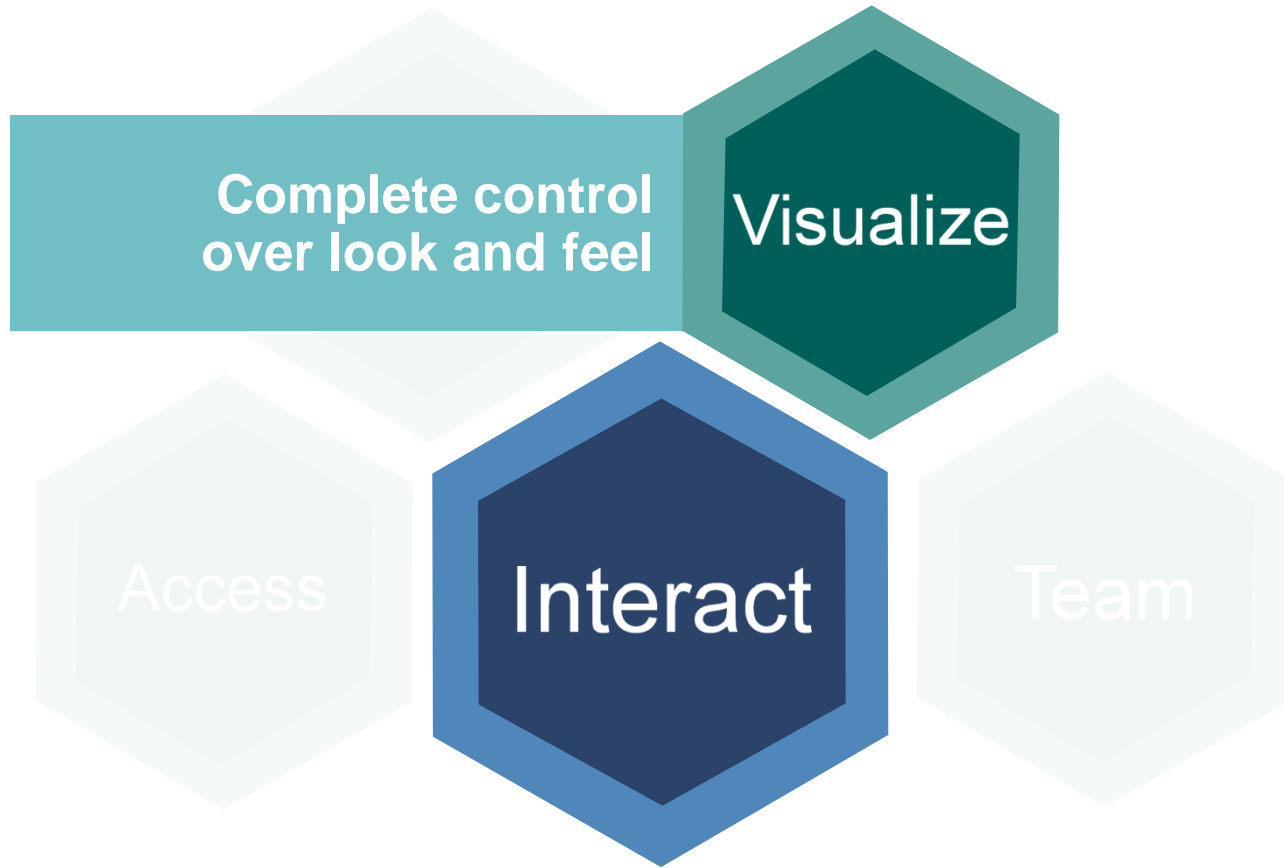 Complete control
over look and feel
Visualize
Access
Interact
Team